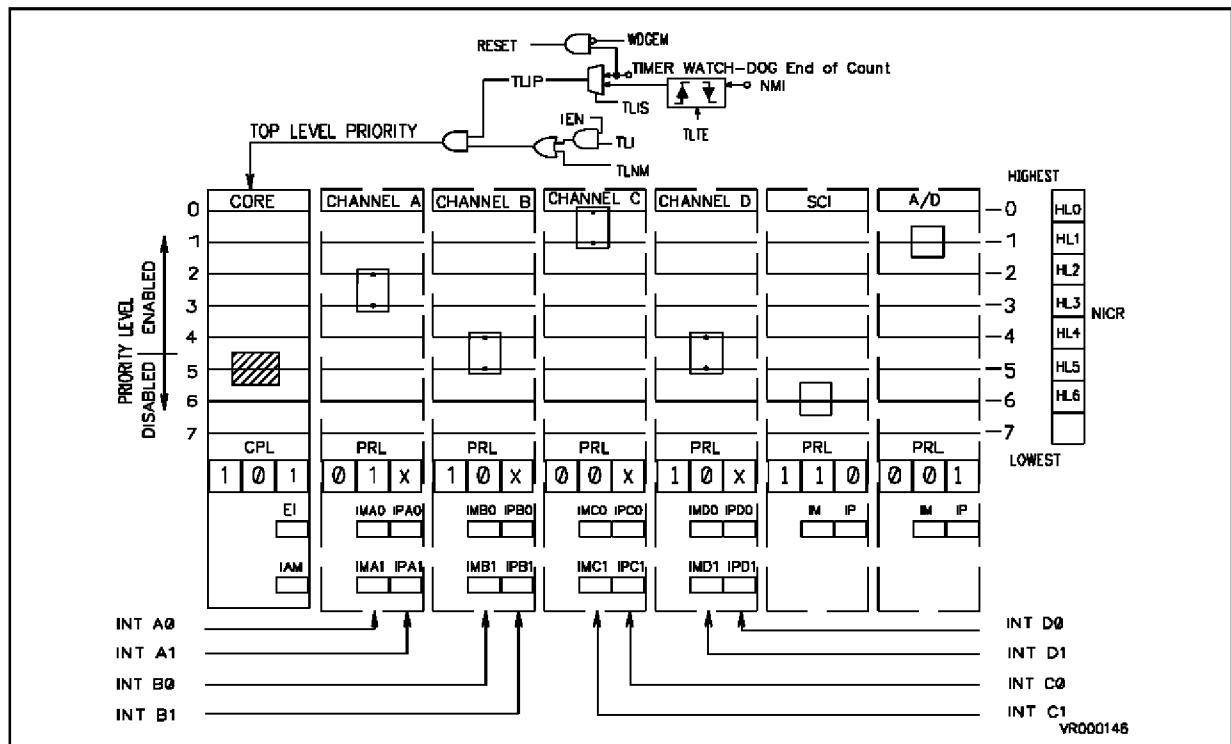 RESET
WDGEM
TIMER WATCH-DOG End of Count
TLIP
NMI
TLIS
TLTE
IEN
TOP LEVEL PRIORITY
TLI
TLNM
HIGHEST
CORE
CHANNEL A
CHANNEL B
CHANNEL C
CHANNEL D
SCI
A/D
0 0 HL0
1 1 HL1
2 2 HL2
3 3 HL3
NICR
4 4 HL4
5 5 HL5
6 6 HL6
7 7
PRIORITY LEVEL
DISABLED ENABLED
CPL PRL PRL PRL PRL PRL PRL
LOWEST
1 0 1 0 1 X 1 0 X 0 0 X 1 0 X 1 1 0 0 0 1
EI IMA0 IPA0 IMB0 IPB0 IMC0 IPC0 IMD0 IPD0 IM IP IM IP
IAM IMA1 IPA1 IMB1 IPB1 IMC1 IPC1 IMD1 IPD1
INT A0 INT D0
INT A1 INT D1
INT B0 INT C0
INT B1 INT C1
VR000146